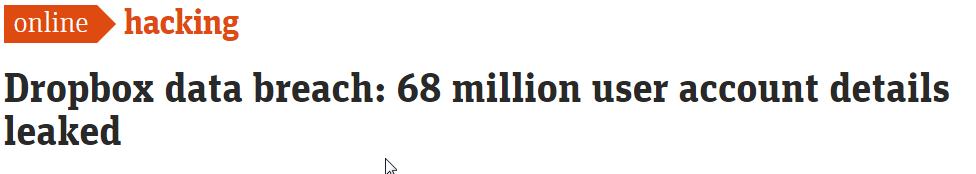 online hacking
Dropbox data breach: 68 million user account details
leaked